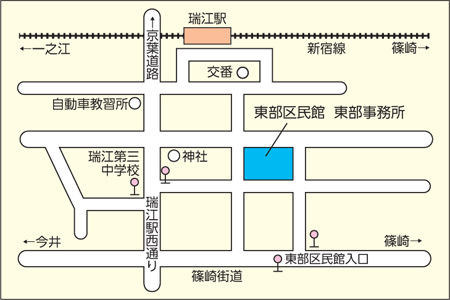 瑞江駅
←一之江
京葉道路
新宿線
篠崎→
交番
自動車教習所
東部区民館 東部事務所
瑞江第三
中学校
神社
瑞江駅西通り
←今井
篠崎→
東部区民館入口
篠崎街道